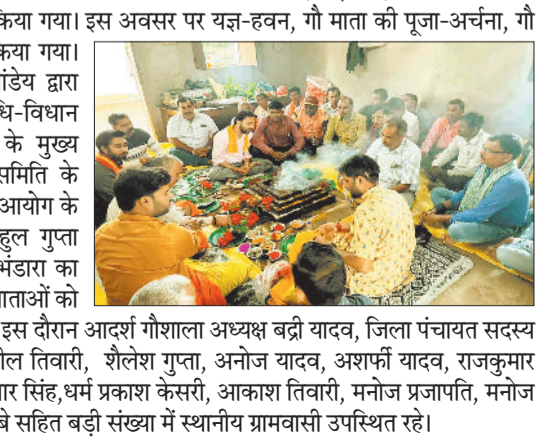 किया गया। इस अवसर पर यज्ञ-हवन, गौ माता की पूजा-अर्चना, गौ
किया गया।
पांडेय द्वारा
विधि-विधान
के मुख्य
समिति के
आयोग के
हुल गुप्ता
भंडारा का
माताओं को
इस दौरान आदर्श गौशाला अध्यक्ष बद्री यादव, जिला पंचायत सदस्य
तिवारी, शैलेश गुप्ता, अनोज यादव, अशर्फी यादव, राजकुमार
सिंह,धर्म प्रकाश केसरी, आकाश तिवारी, मनोज प्रजापति, मनोज
सहित बड़ी संख्या में स्थानीय ग्रामवासी उपस्थित रहे।